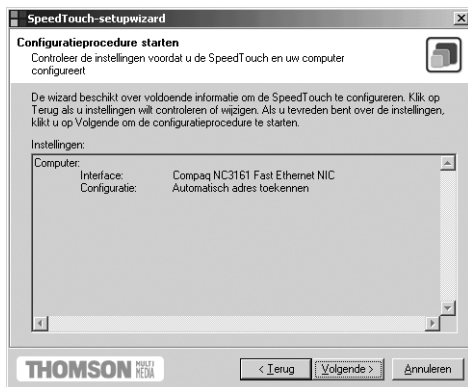 SpeedTouch-setupwizard
Configuratieprocedure starten
Controleer de instellingen voordat u de SpeedTouch en uw computer
configureert
De wizard beschikt over voldoende informatie om de SpeedTouch te configureren. Klik op
Terug als u instellingen wilt controleren of wijzigen. Als u tevreden bent over de instellingen,
klikt u op Volgende om de configuratieprocedure te starten.
Instellingen:
Computer:
Interface: Compaq NC3161 Fast Ethernet NIC
Configuratie: Automatisch adres toekennen
THOMSON MULTI MEDIA
< Terug Volgende > Annuleren